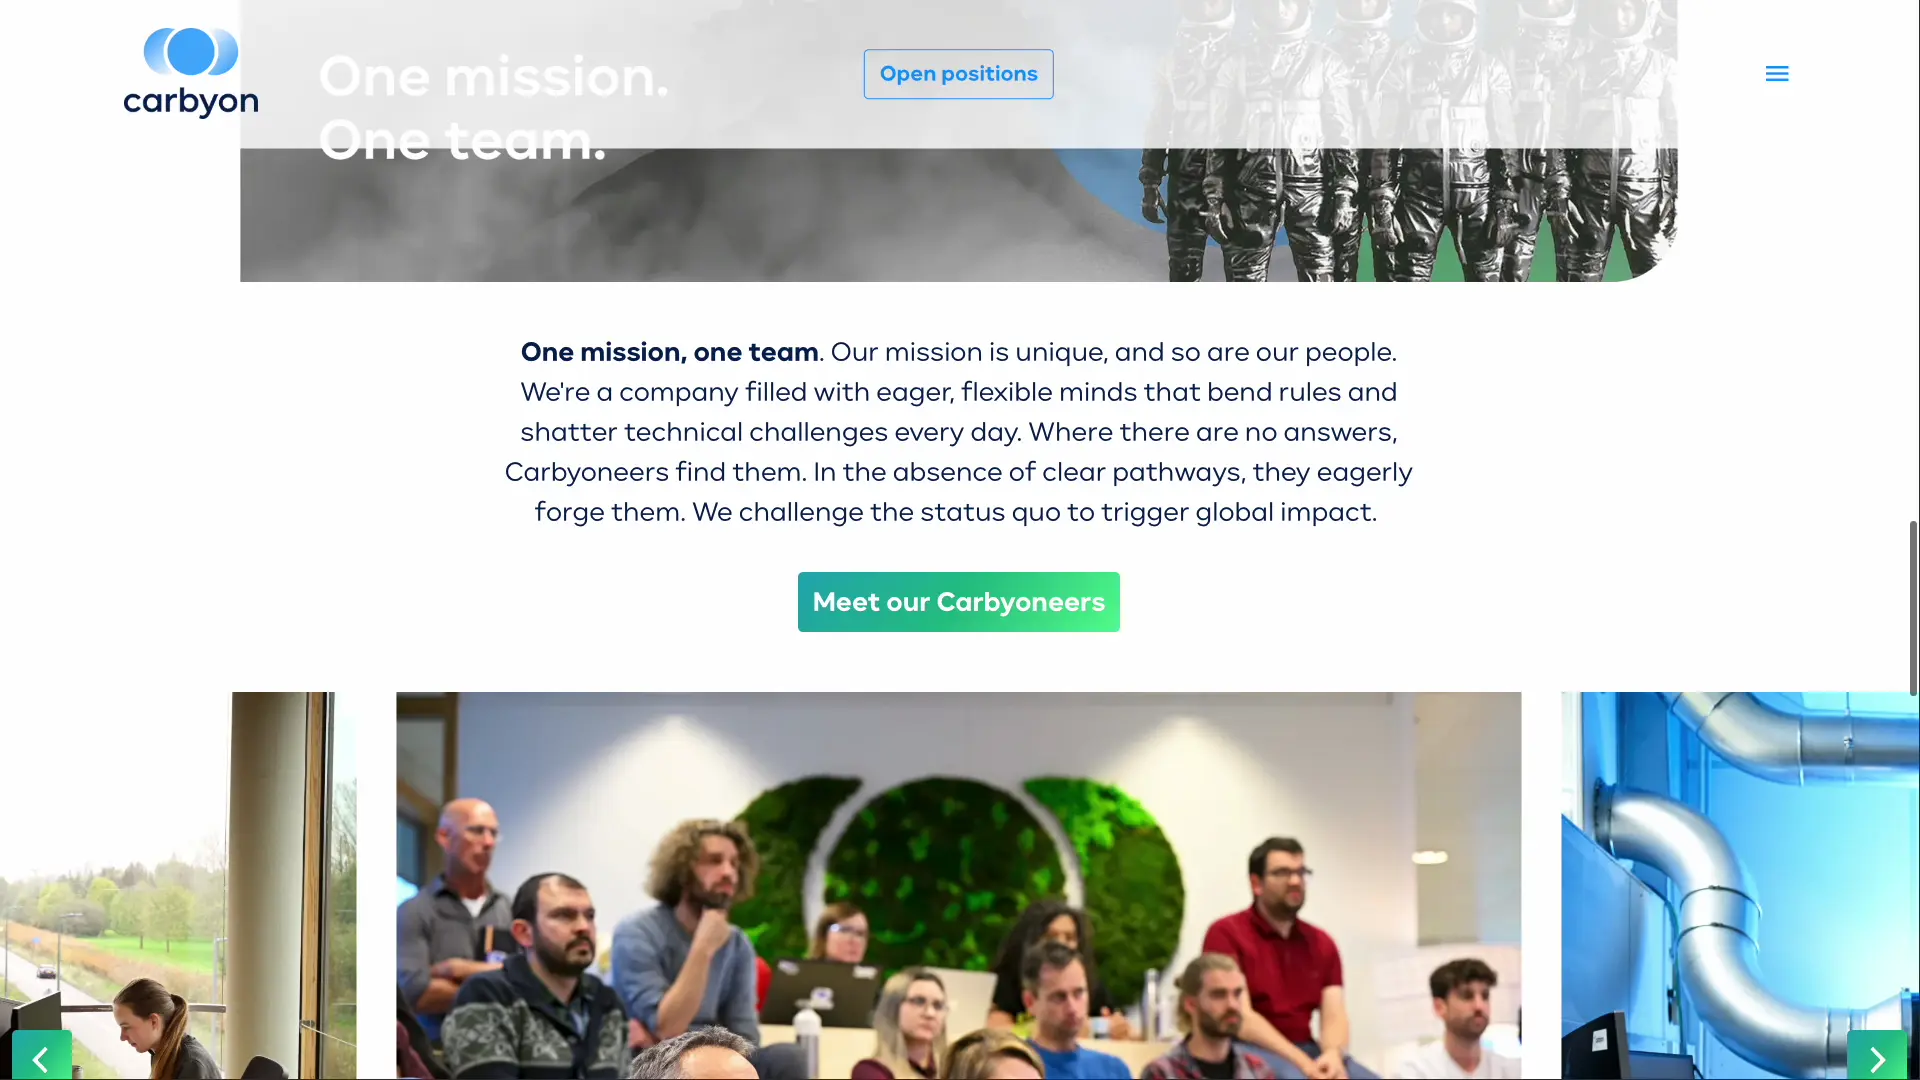 carbyon
One mission.
One team.
Open positions
One mission, one team. Our mission is unique, and so are our people.
We're a company filled with eager, flexible minds that bend rules and
shatter technical challenges every day. Where there are no answers,
Carbyoneers find them. In the absence of clear pathways, they eagerly
forge them. We challenge the status quo to trigger global impact.
Meet our Carbyoneers